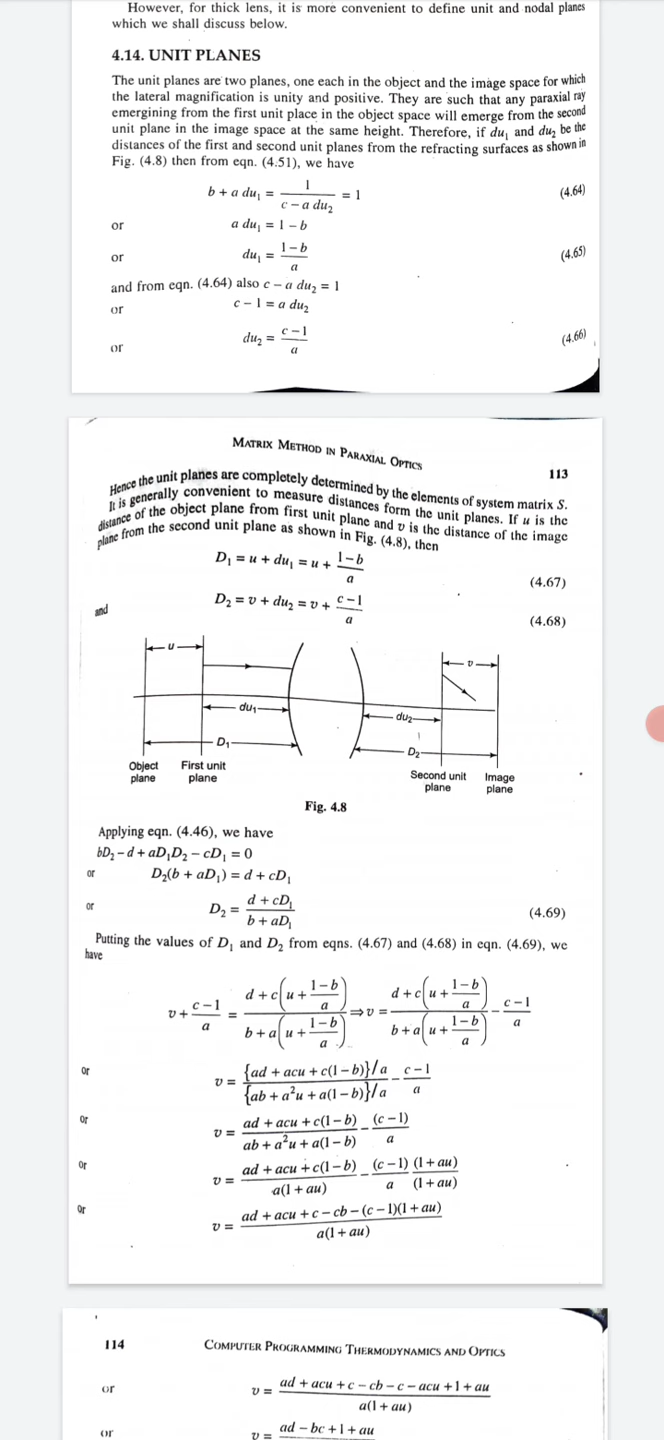 However, for thick lens, it is more convenient to define unit and nodal planes
which we shall discuss below.
4.14. UNIT PLANES
The unit planes are two planes, one each in the object and the image space for which
the lateral magnification is unity and positive. They are such that any paraxial ray
emergining from the first unit place in the object space will emerge from the second
unit plane in the image space at the same height. Therefore, if du₁ and du₂ be the
distances of the first and second unit planes from the refracting surfaces as shown in
Fig. (4.8) then from eqn. (4.51), we have
b + a du₁ = 1/(c – a du₂) = 1 (4.64)
or a du₁ = 1 – b
or du₁ = (1–b)/a (4.65)
and from eqn. (4.64) also c – a du₂ = 1
or c – 1 = a du₂
or du₂ = (c–1)/a (4.66)
MATRIX METHOD IN PARAXIAL OPTICS 113
Hence the unit planes are completely determined by the elements of system matrix S.
It is generally convenient to measure distances form the unit planes. If u is the
distance of the object plane from first unit plane and v is the distance of the image
plane from the second unit plane as shown in Fig. (4.8), then
D₁ = u + du₁ = u + (1–b)/a (4.67)
and D₂ = v + du₂ = v + (c–1)/a (4.68)
u
v
du₁
du₂
D₁
D₂
Object plane
First unit plane
Second unit plane
Image plane
Fig. 4.8
Applying eqn. (4.46), we have
bD₂ – d + aD₁D₂ – cD₁ = 0
or D₂(b + aD₁) = d + cD₁
or D₂ = (d + cD₁)/(b + aD₁) (4.69)
Putting the values of D₁ and D₂ from eqns. (4.67) and (4.68) in eqn. (4.69), we
have
v + (c–1)/a = (d + c(u + (1–b)/a))/(b + a(u + (1–b)/a)) ⇒ v = (d + c(u + (1–b)/a))/(b + a(u + (1–b)/a)) – (c–1)/a
or v = ({ad + acu + c(1–b)}/a)/({ab + a²u + a(1–b)}/a) – (c–1)/a
or v = (ad + acu + c(1–b))/(ab + a²u + a(1–b)) – (c–1)/a
or v = (ad + acu + c(1–b))/(a(1 + au)) – (c–1)/a (1+au)/(1+au)
or v = (ad + acu + c – cb – (c – 1)(1 + au))/(a(1 + au))
114 COMPUTER PROGRAMMING THERMODYNAMICS AND OPTICS
or v = (ad + acu + c – cb – c – acu + 1 + au)/(a(1 + au))
or v = ad – bc + 1 + au